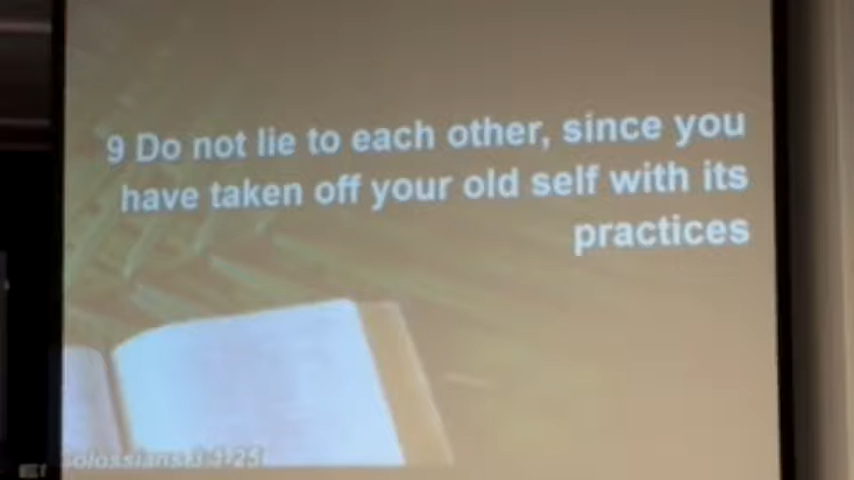 9 Do not lie to each other, since you
have taken off your old self with its
practices